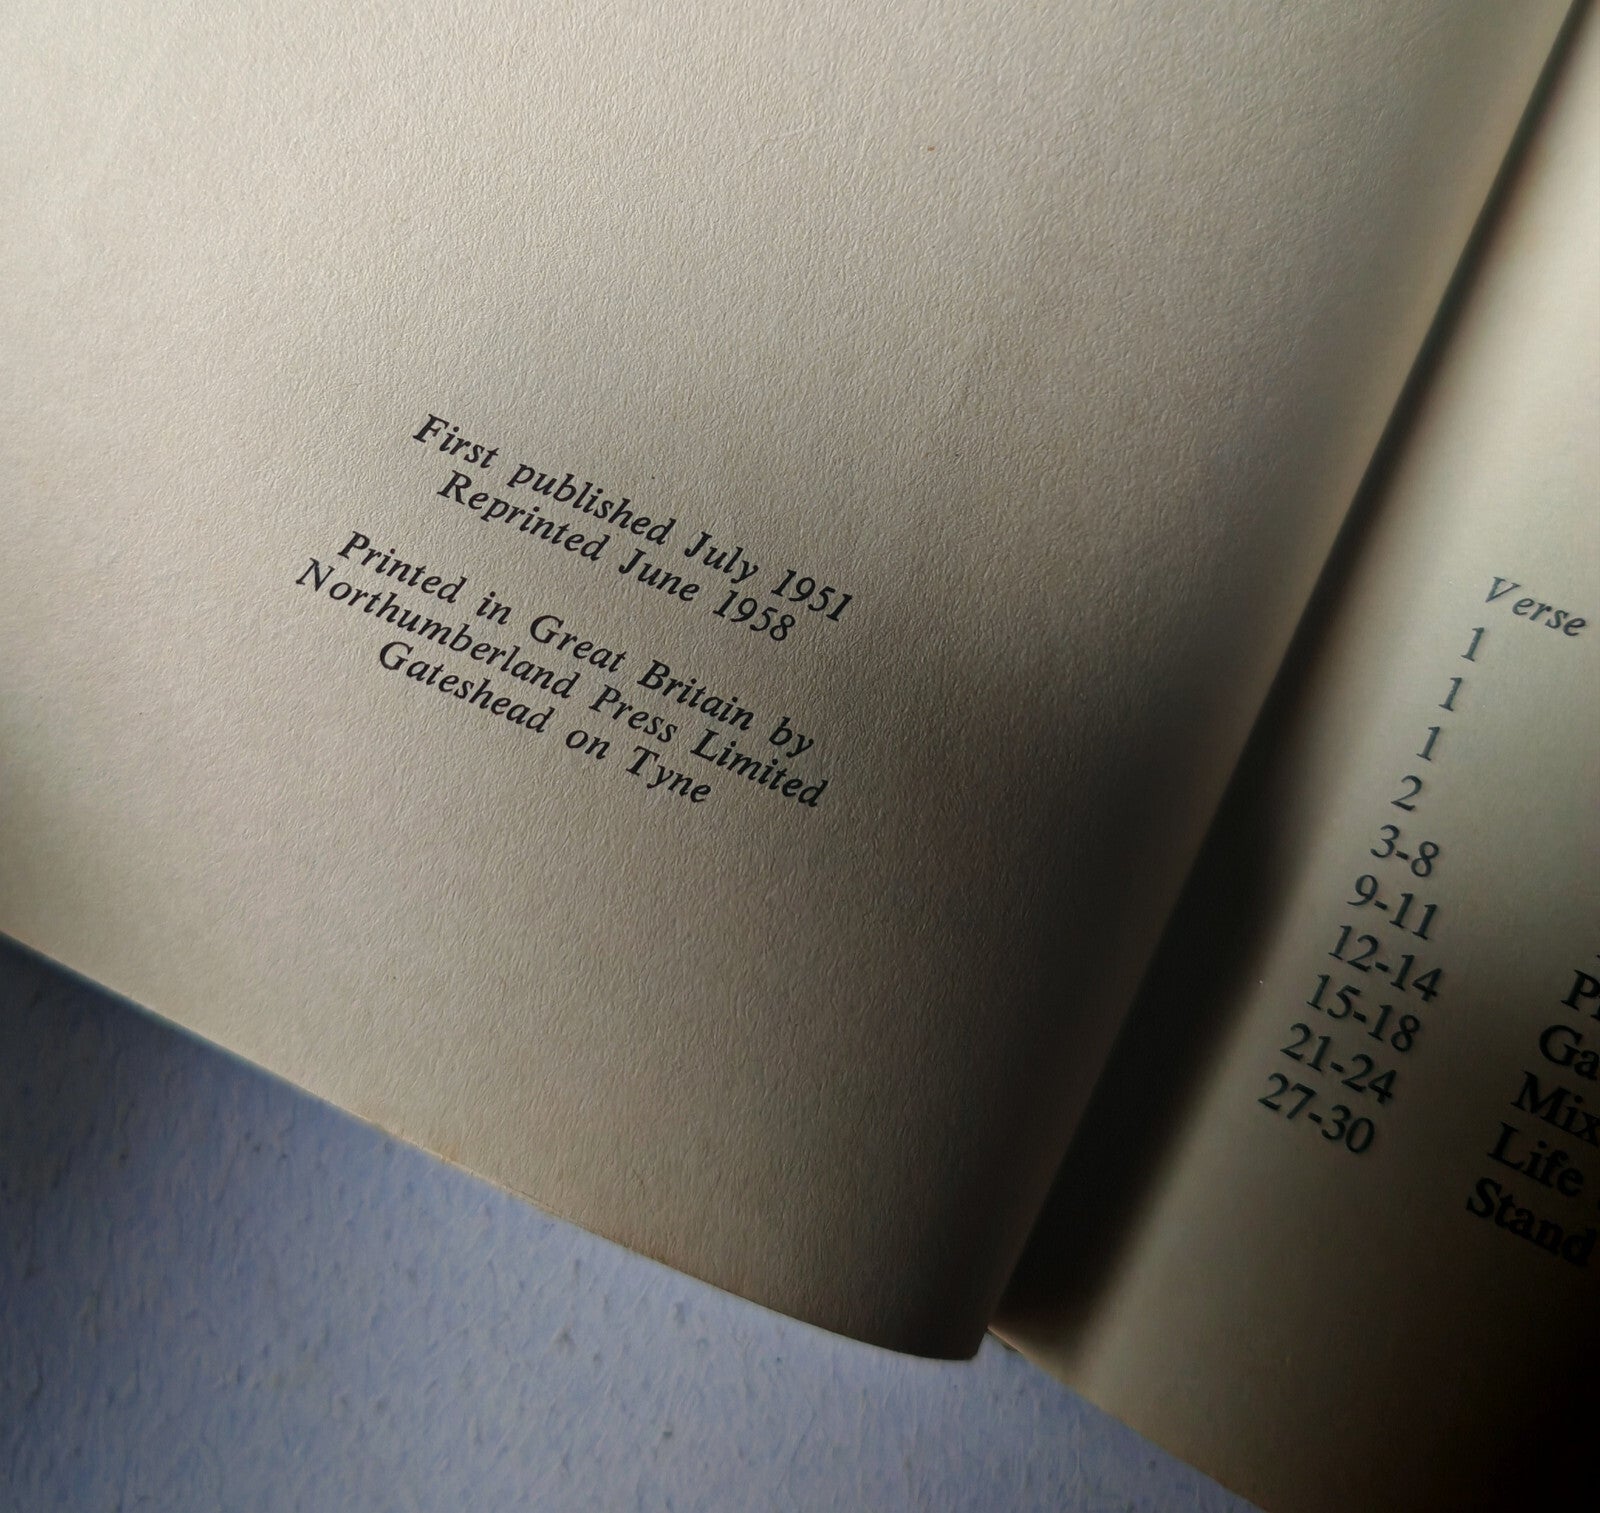 First published July 1951
Reprinted June 1958
Printed in Great Britain by
Northumberland Press Limited
Gateshead on Tyne
Verse
1
1
1
2
3-8
9-11
12-14
15-18
21-24
27-30
Life
Stand